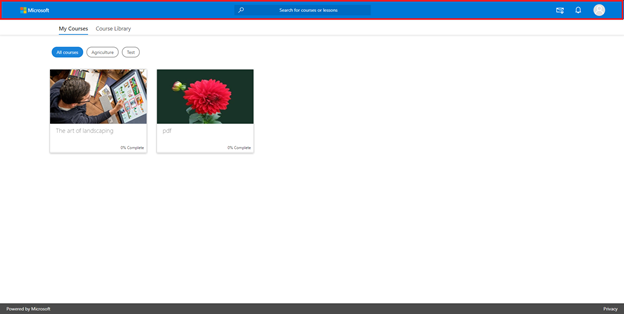 Microsoft
Search for courses or lessons
My Courses Course Library
All courses Agriculture Test
The art of landscaping
pdf
0% Complete
0% Complete
Powered by Microsoft
Privacy